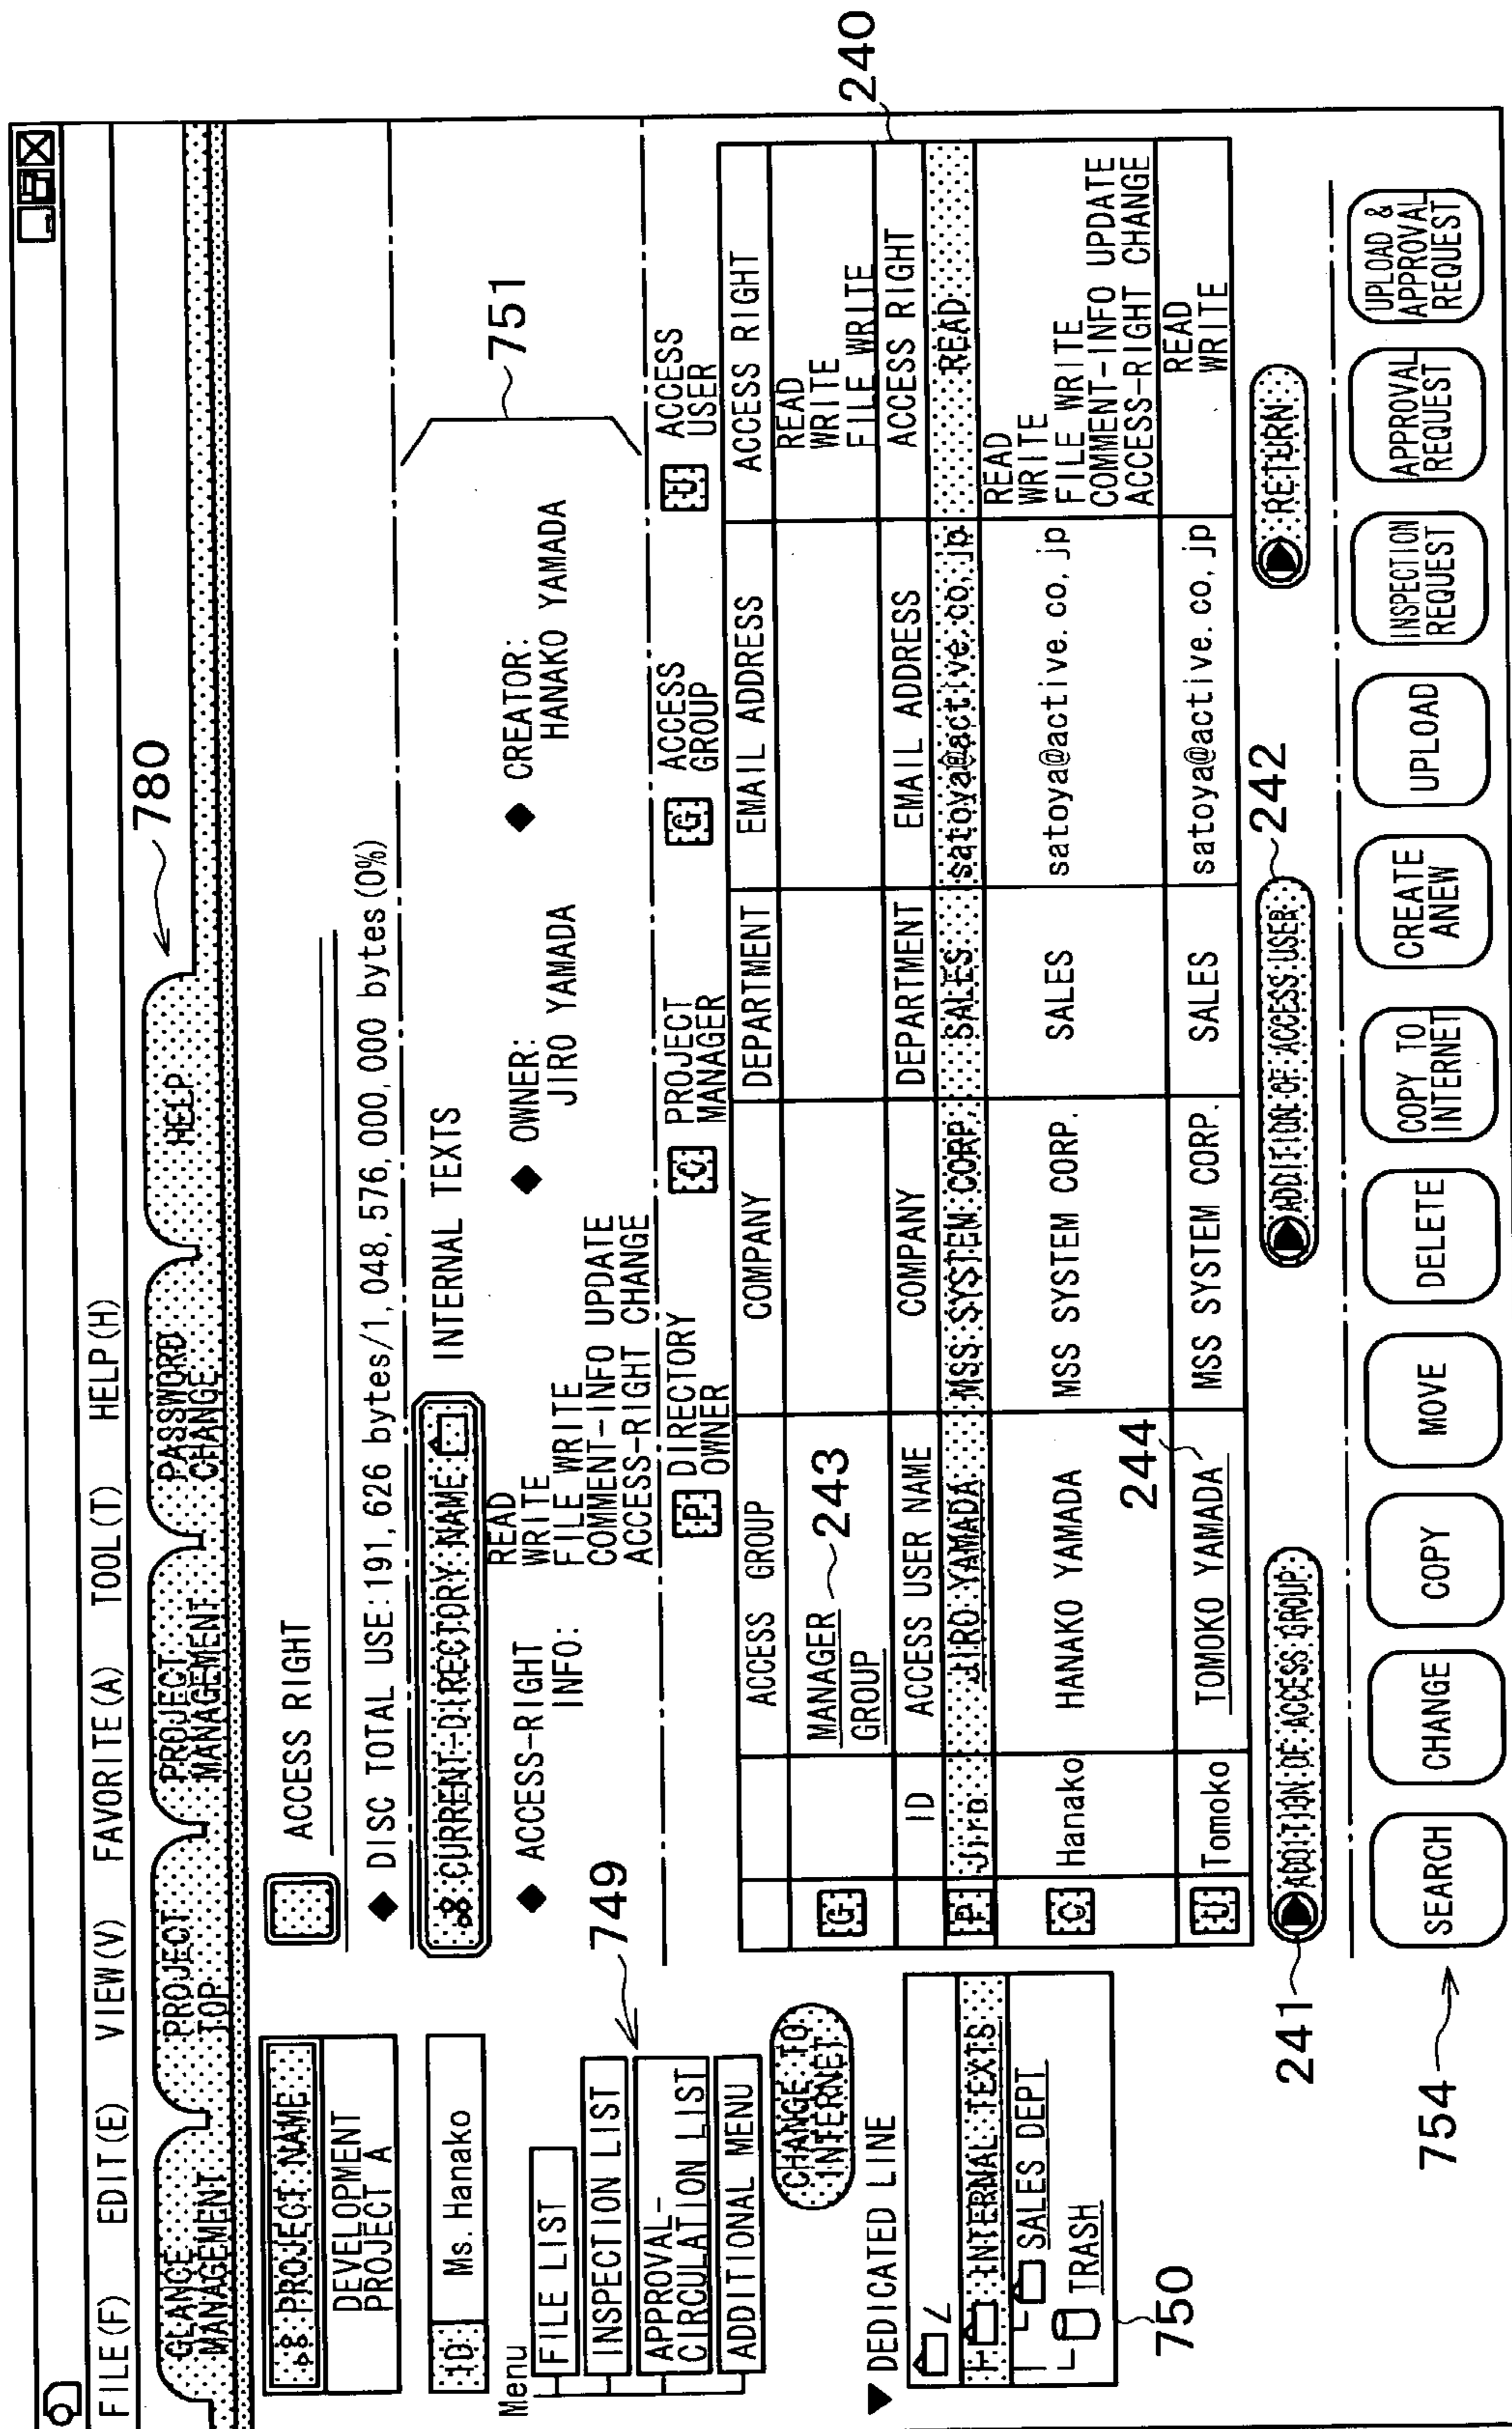 FILE(F) EDIT(E) VIEW(V) FAVORITE(A) TOOL(T) HELP(H)
GLANCE MANAGEMENT
PROJECT TOP
PROJECT MANAGEMENT
PASSWORD CHANGE
HELP
780
PROJECT NAME
DEVELOPMENT
PROJECT A
ID Ms. Hanako
Menu
FILE LIST
INSPECTION LIST
APPROVAL-
CIRCULATION LIST
ADDITIONAL MENU
749
CHANGE TO
INTERNET
▼ DEDICATED LINE
/
INTERNAL TEXTS
SALES DEPT
TRASH
750
ACCESS RIGHT
◆ DISC TOTAL USE:191,626 bytes/1,048,576,000,000 bytes(0%)
CURRENT-DIRECTORY NAME INTERNAL TEXTS
◆ ACCESS-RIGHT
INFO:
READ
WRITE
FILE WRITE
COMMENT-INFO UPDATE
ACCESS-RIGHT CHANGE
◆ OWNER:
JIRO YAMADA
◆ CREATOR:
HANAKO YAMADA
751
P DIRECTORY
OWNER
C PROJECT
MANAGER
G ACCESS
GROUP
U ACCESS
USER
ACCESS GROUP COMPANY DEPARTMENT EMAIL ADDRESS ACCESS RIGHT
G MANAGER
GROUP
243
READ
WRITE
FILE WRITE
ID ACCESS USER NAME COMPANY DEPARTMENT EMAIL ADDRESS ACCESS RIGHT
P Jiro JIRO YAMADA MSS SYSTEM CORP. SALES satoya@active.co,jp READ
C Hanako HANAKO YAMADA MSS SYSTEM CORP. SALES satoya@active.co,jp
READ
WRITE
FILE WRITE
COMMENT-INFO UPDATE
ACCESS-RIGHT CHANGE
244
U Tomoko TOMOKO YAMADA MSS SYSTEM CORP. SALES satoya@active.co,jp
READ
WRITE
240
ADDITION OF ACCESS GROUP
241
ADDITION OF ACCESS USER
242
RETURN
754
SEARCH
CHANGE
COPY
MOVE
DELETE
COPY TO
INTERNET
CREATE
ANEW
UPLOAD
INSPECTION
REQUEST
APPROVAL
REQUEST
UPLOAD &
APPROVAL
REQUEST